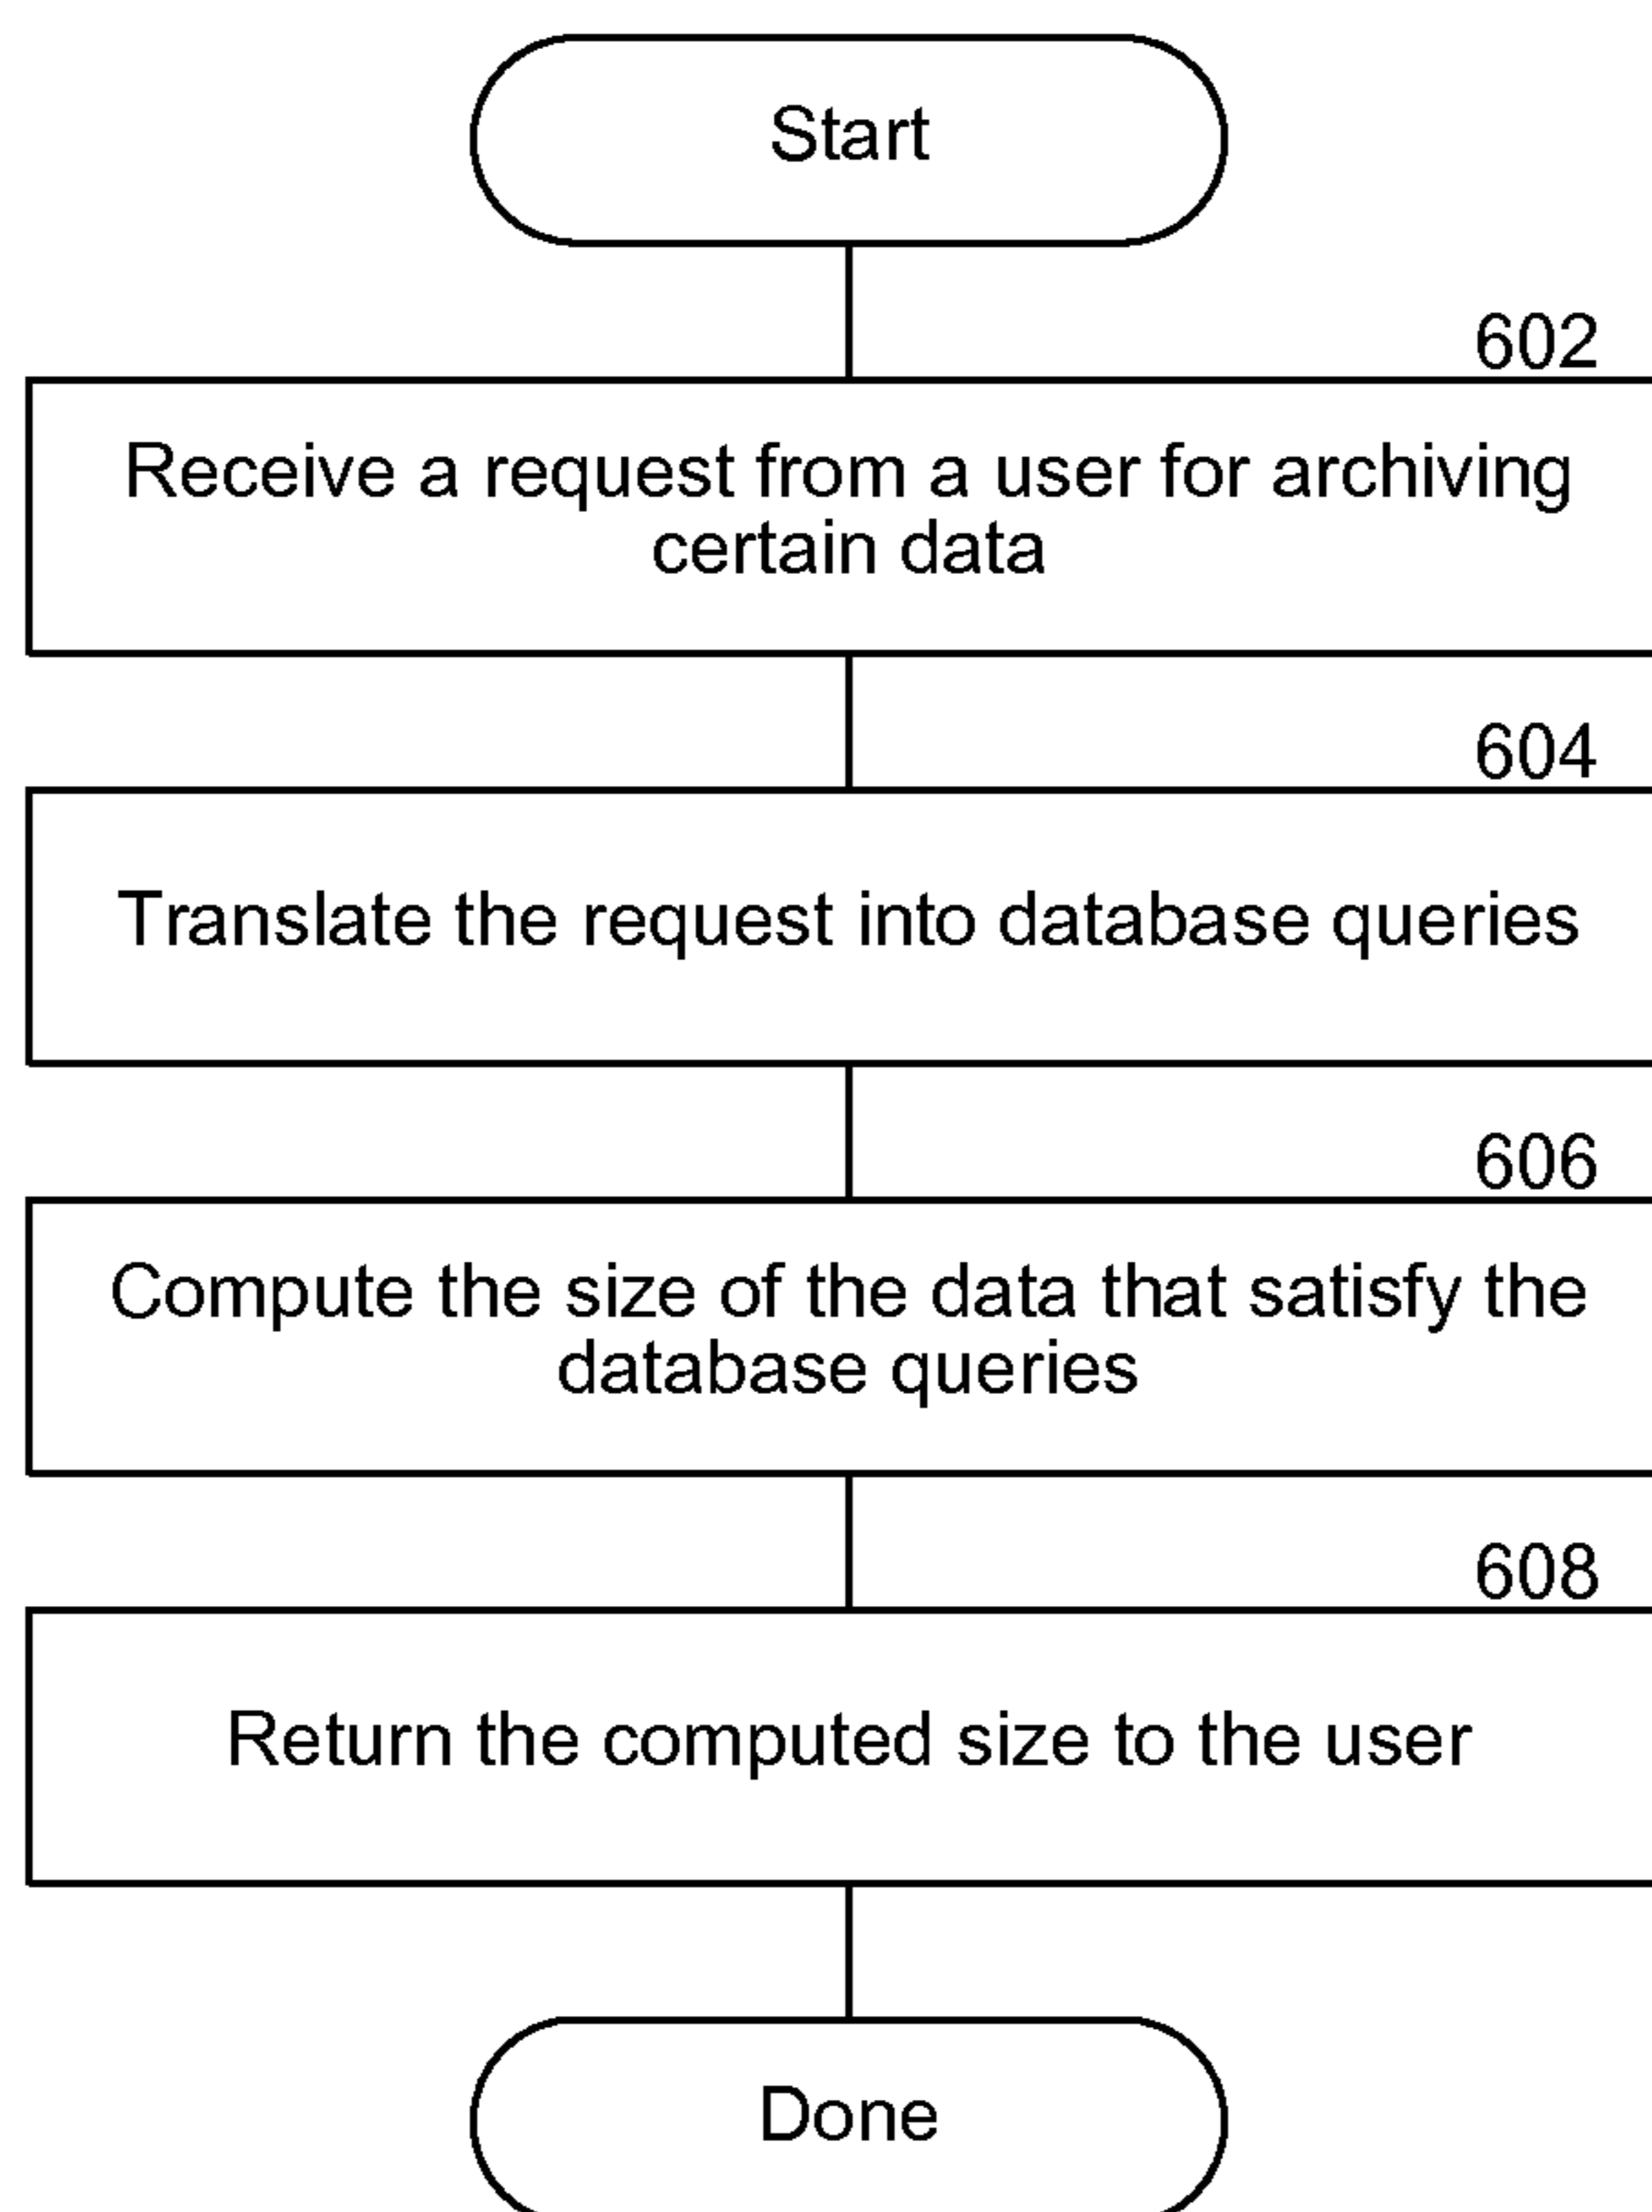 Start
602
Receive a request from a user for archiving
certain data
604
Translate the request into database queries
606
Compute the size of the data that satisfy the
database queries
608
Return the computed size to the user
Done